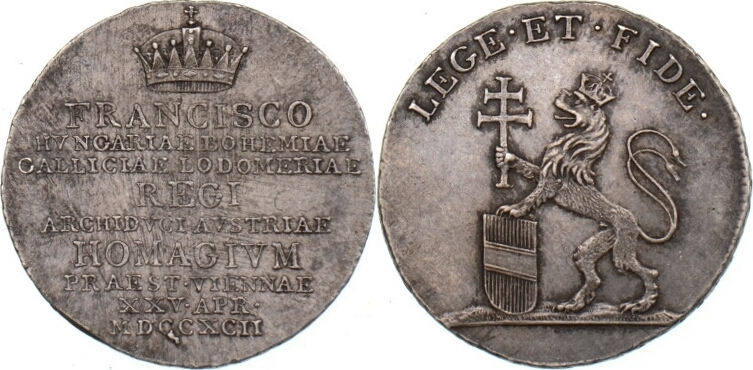 FRANCISCO
HVNGARIAE BOHEMIAE
GALLICIAE LODOMERIAE
REGI
ARCHIDVCI AVSTRIAE
HOMAGIVM
PRAEST·VIENNAE
XXV·APR·
MDCCXCII
LEGE·ET·FIDE·